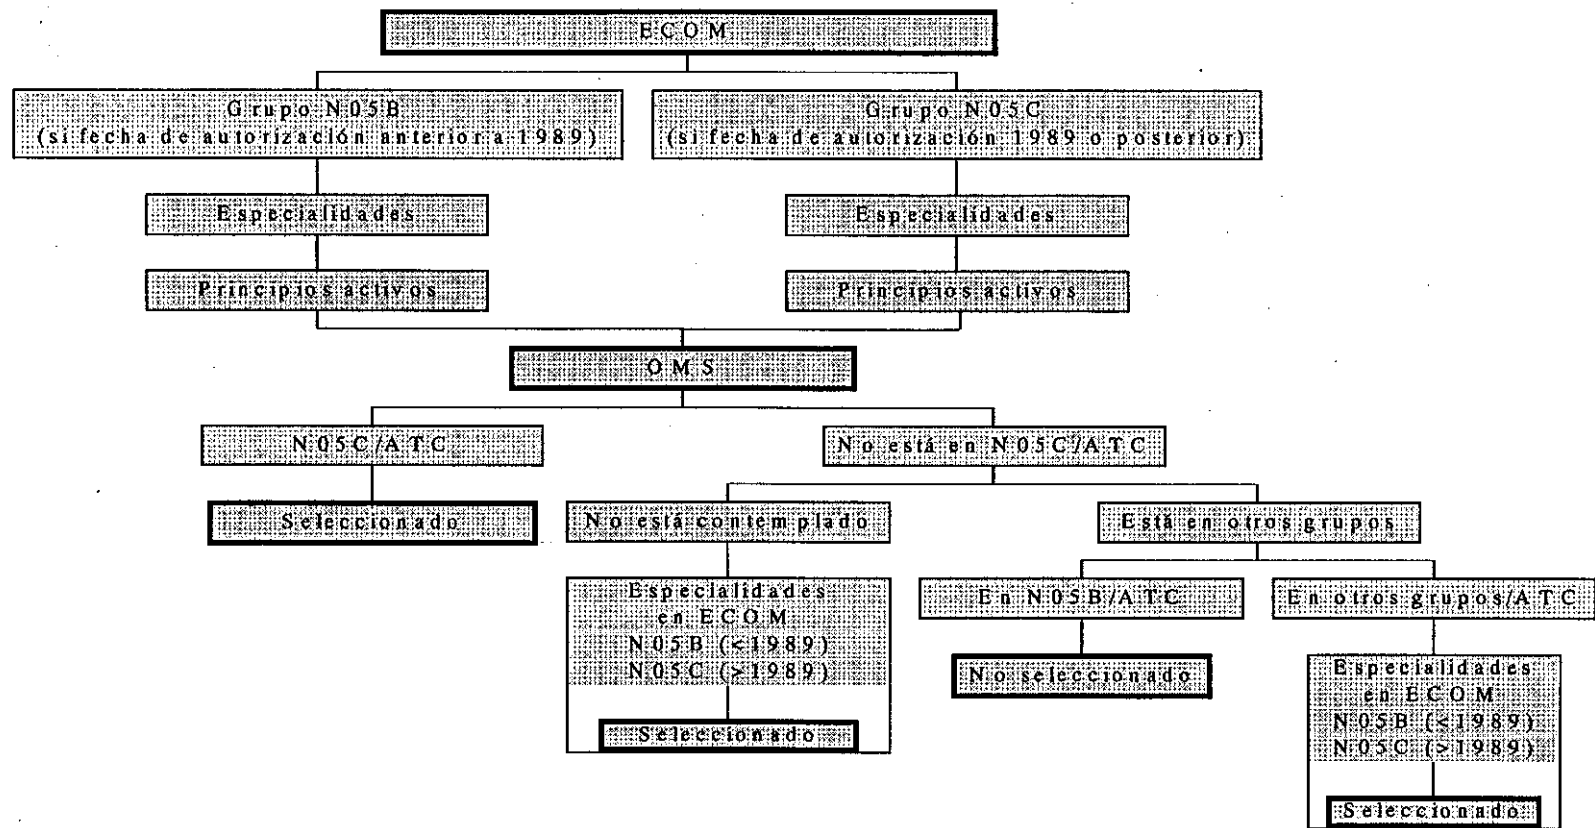 ECOM
Grupo N05B
(si fecha de autorización anterior a 1989)
Grupo N05C
(si fecha de autorización 1989 o posterior)
Especialidades
Especialidades
Principios activos
Principios activos
OMS
N05C/ATC
No está en N05C/ATC
Seleccionado
No está contemplado
Está en otros grupos
Especialidades
en ECOM
N05B (<1989)
N05C (>1989)
Seleccionado
En N05B/ATC
No seleccionado
En otros grupos/ATC
Especialidades
en ECOM
N05B (<1989)
N05C (>1989)
Seleccionado